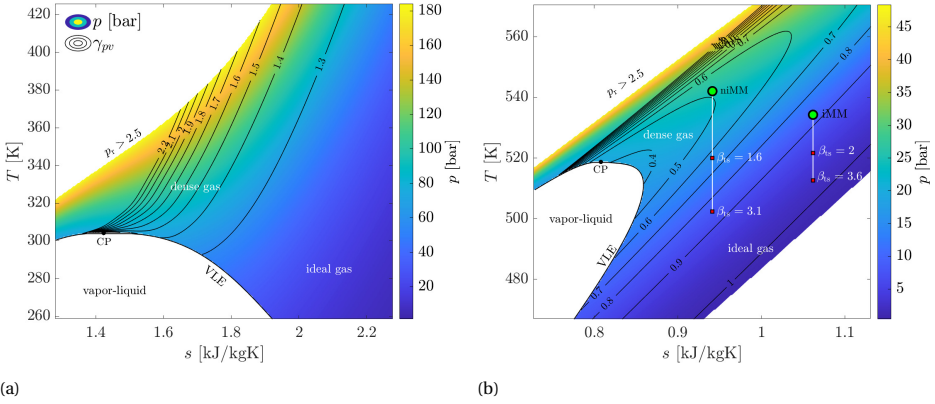 420
400
380
360
340
320
300
280
260
T [K]
p [bar]
γpv
pr > 2.5
2.2
2.1
2
1.9
1.8
1.7
1.6
1.5
1.4
1.3
dense gas
CP
VLE
ideal gas
vapor-liquid
1.4
1.6
1.8
2
2.2
s [kJ/kgK]
180
160
140
120
100
80
60
40
20
p [bar]
(a)
560
540
520
500
480
T [K]
pr > 2.5
0.7
0.7
0.8
0.6
niMM
iMM
dense gas
0.4
0.5
CP
βts = 1.6
βts = 2
βts = 3.6
βts = 3.1
vapor-liquid
0.6
VLE
ideal gas
0.9
0.7
0.8
1
0.8
0.9
1
1.1
s [kJ/kgK]
45
40
35
30
25
20
15
10
5
p [bar]
(b)